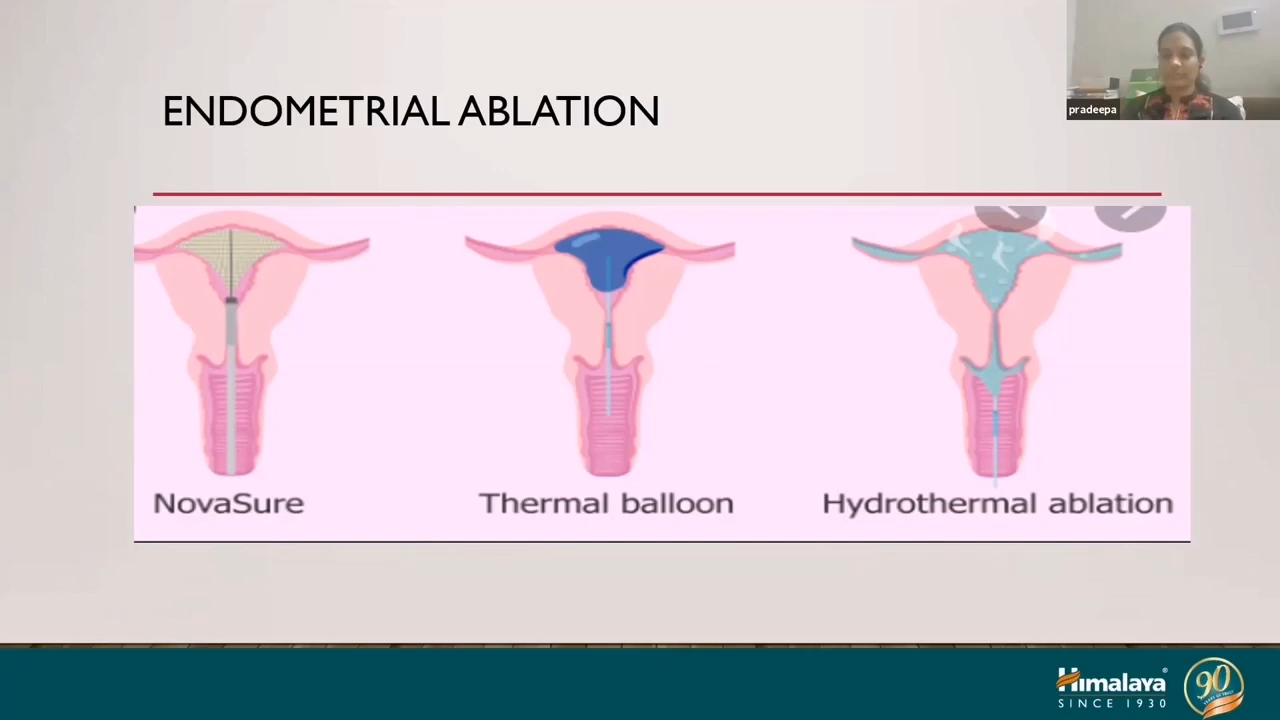 ENDOMETRIAL ABLATION
pradeepa
NovaSure
Thermal balloon
Hydrothermal ablation
Himalaya®
SINCE 1930
90